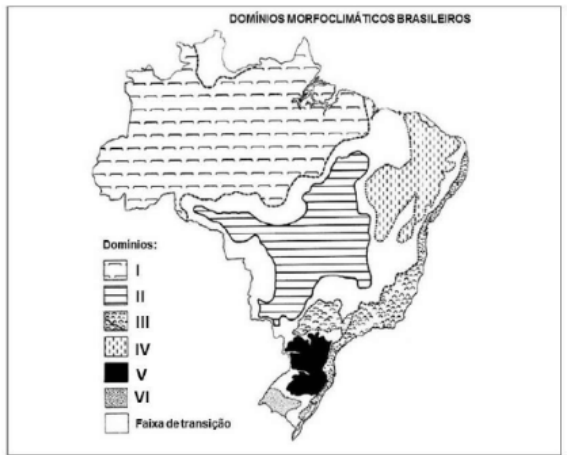 DOMÍNIOS MORFOCLIMÁTICOS BRASILEIROS
Domínios:
I
II
III
IV
V
VI
Faixa de transição